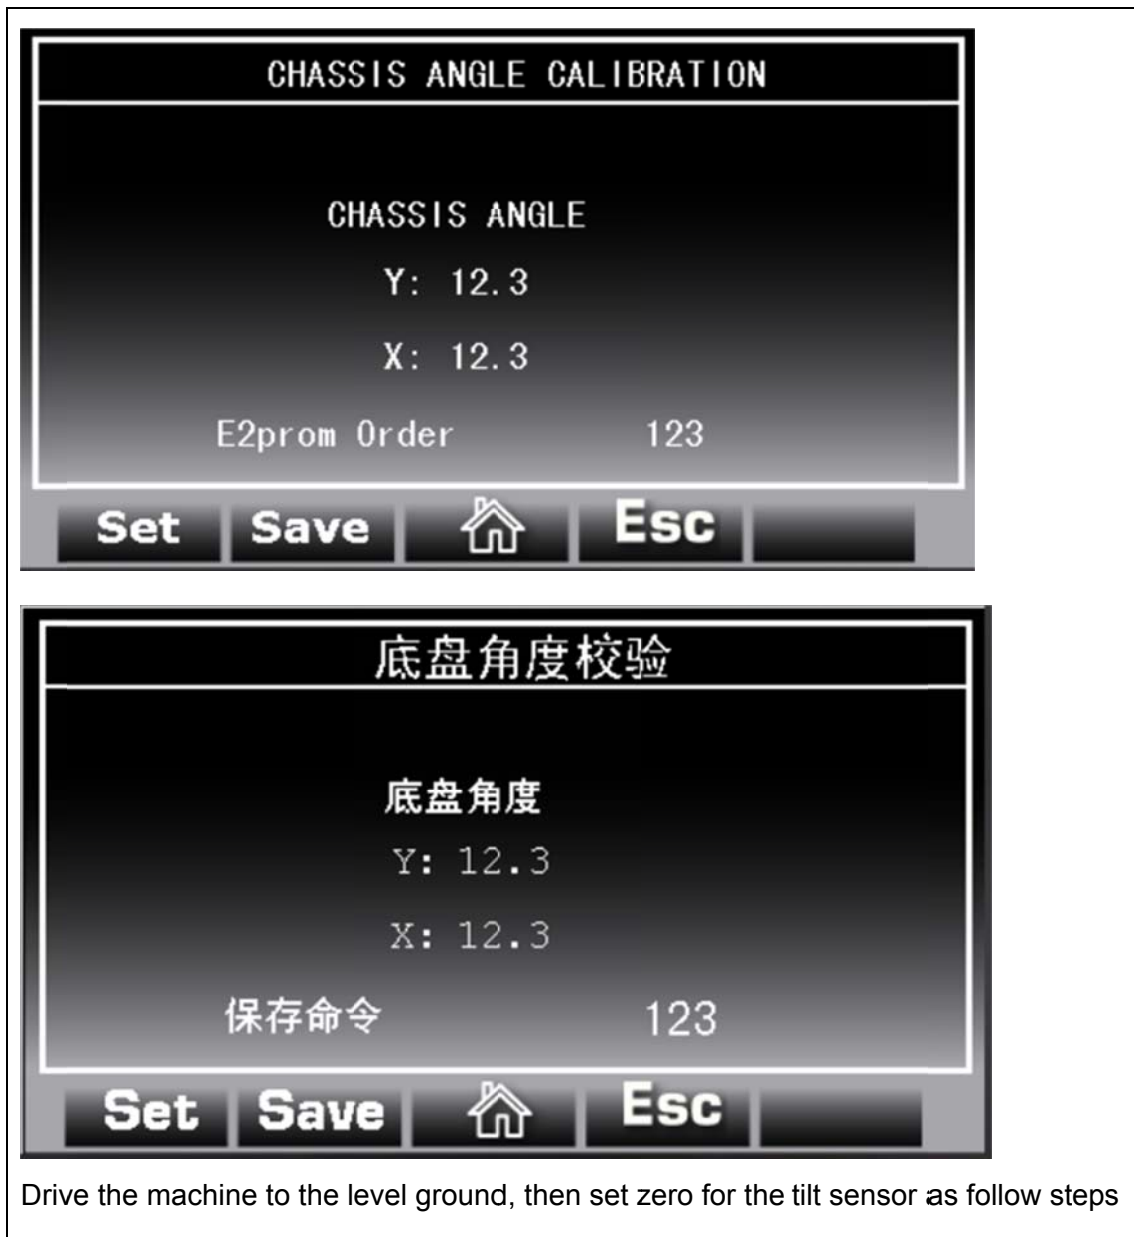 CHASSIS ANGLE CALIBRATION
CHASSIS ANGLE
Y: 12.3
X: 12.3
E2prom Order 123
Set Save Esc
底盘角度校验
底盘角度
Y: 12.3
X: 12.3
保存命令 123
Set Save Esc
Drive the machine to the level ground, then set zero for the tilt sensor as follow steps